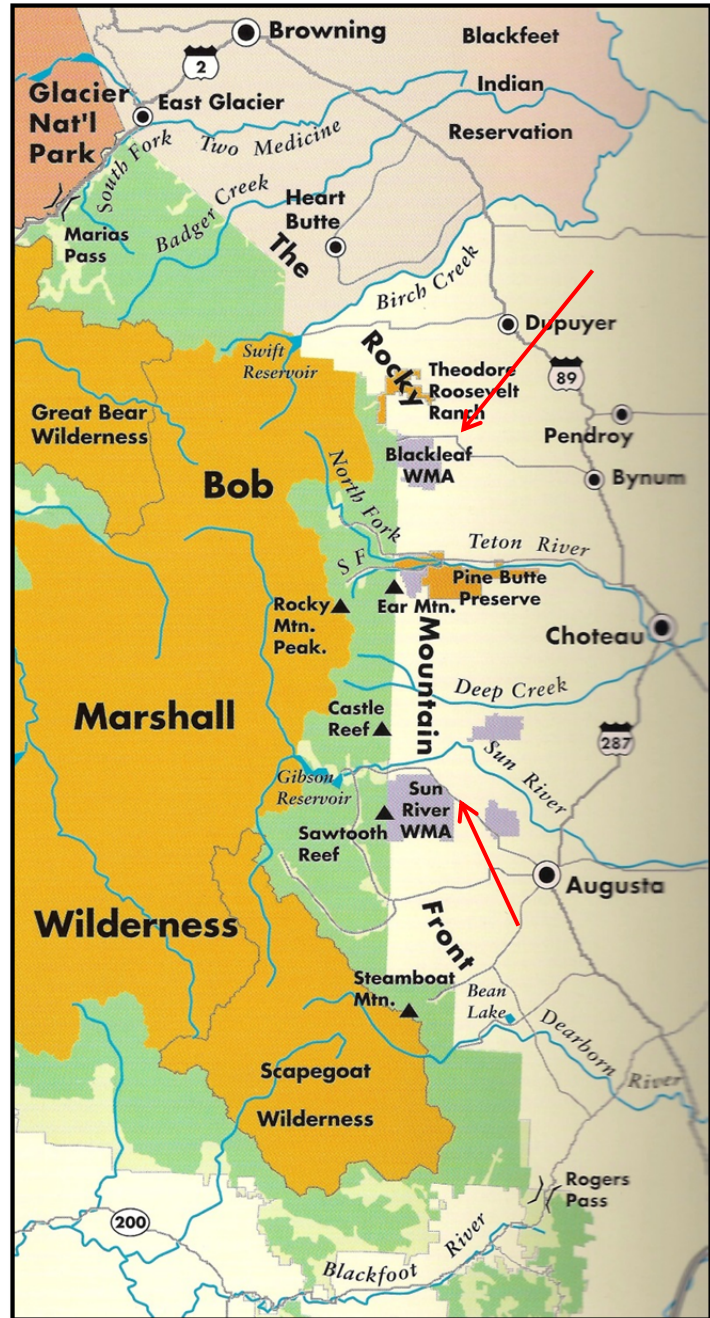 Browning
Blackfeet
Indian
Reservation
2
Glacier
Nat'l
Park
East Glacier
Two Medicine
South Fork
Badger Creek
Marias
Pass
Heart
Butte
The
Birch Creek
Swift
Reservoir
Dupuyer
Rocky
Theodore
Roosevelt
Ranch
89
Great Bear
Wilderness
Pendroy
Blackleaf
WMA
Bynum
Bob
North Fork
S F
Teton River
Pine Butte
Preserve
Ear Mtn.
Rocky
Mtn.
Peak.
Mountain
Choteau
Deep Creek
Marshall
Castle
Reef
287
Sun River
Gibson
Reservoir
Sun
River
WMA
Sawtooth
Reef
Augusta
Wilderness
Front
Steamboat
Mtn.
Bean
Lake
Dearborn River
Scapegoat
Wilderness
Rogers
Pass
200
Blackfoot River